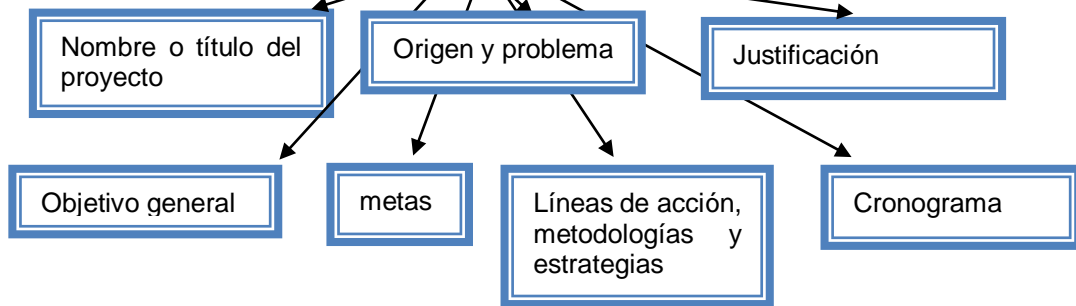 Nombre o título del
proyecto
Origen y problema
Justificación
Objetivo general
metas
Líneas de acción,
metodologías y
estrategias
Cronograma